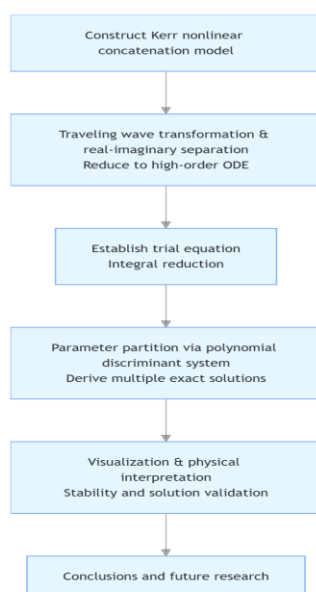 Construct Kerr nonlinear
concatenation model
Traveling wave transformation &
real-imaginary separation
Reduce to high-order ODE
Establish trial equation
Integral reduction
Parameter partition via polynomial
discriminant system
Derive multiple exact solutions
Visualization & physical
interpretation
Stability and solution validation
Conclusions and future research